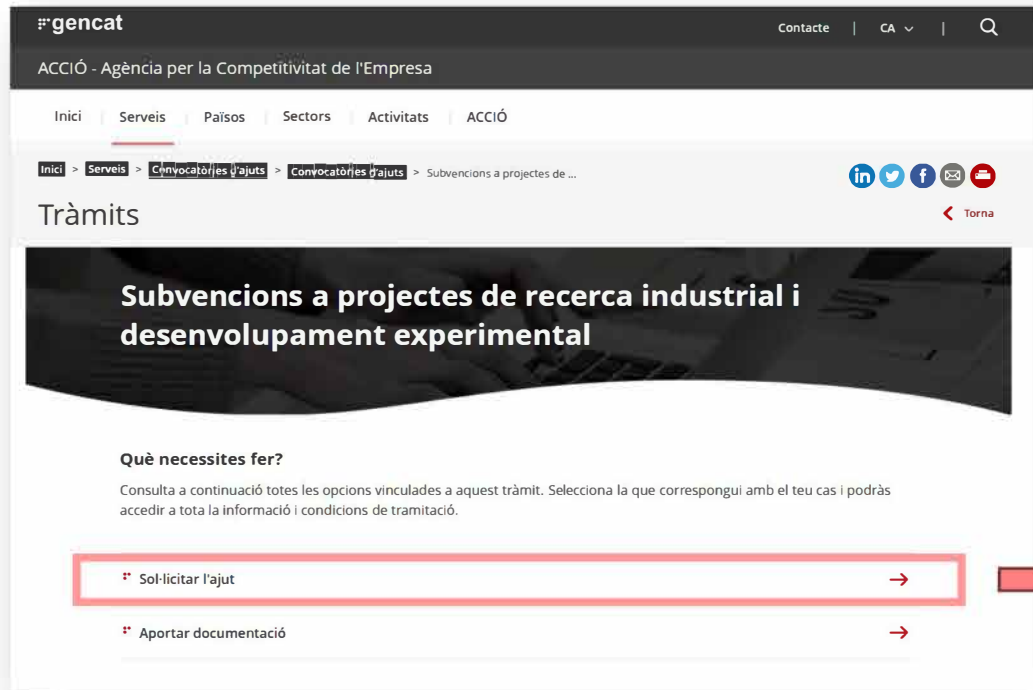 gencat
Contacte | CA | 
ACCIÓ - Agència per la Competitivitat de l'Empresa
Inici | Serveis | Països | Sectors | Activitats | ACCIÓ
Inici > Serveis > Convocatòries d'ajuts > Convocatòries d'ajuts > Subvencions a projectes de ...
Tràmits
Torna
Subvencions a projectes de recerca industrial i
desenvolupament experimental
Què necessites fer?
Consulta a continuació totes les opcions vinculades a aquest tràmit. Selecciona la que correspongui amb el teu cas i podràs
accedir a tota la informació i condicions de tramitació.
Sol·licitar l'ajut
Aportar documentació